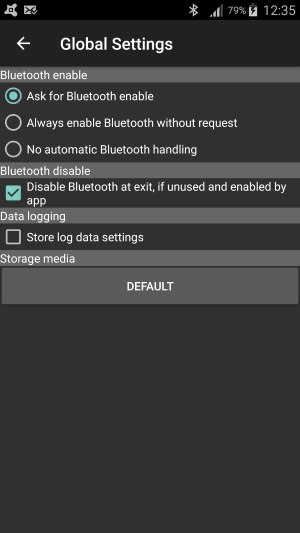 79% 12:35
Global Settings
Bluetooth enable
Ask for Bluetooth enable
Always enable Bluetooth without request
No automatic Bluetooth handling
Bluetooth disable
Disable Bluetooth at exit, if unused and enabled by
app
Data logging
Store log data settings
Storage media
DEFAULT